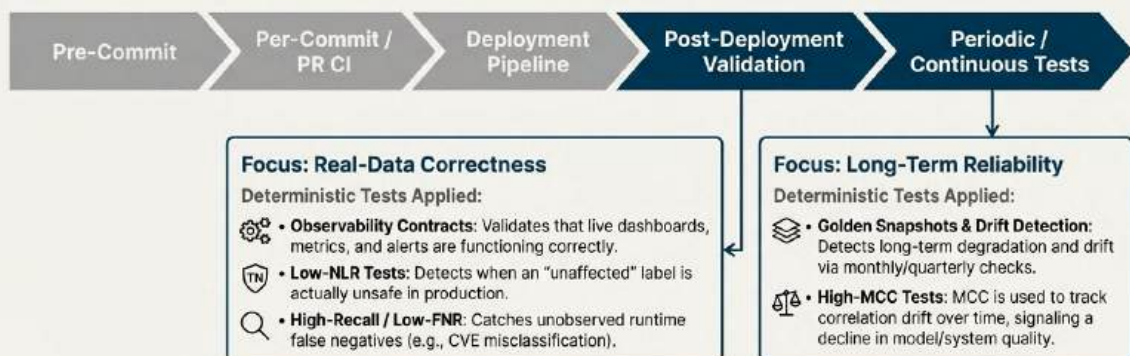 Pre-Commit
Per-Commit /
PR CI
Deployment
Pipeline
Post-Deployment
Validation
Periodic /
Continuous Tests
Focus: Real-Data Correctness
Deterministic Tests Applied:
• Observability Contracts: Validates that live dashboards,
metrics, and alerts are functioning correctly.
TN
• Low-NLR Tests: Detects when an "unaffected" label is
actually unsafe in production.
• High-Recall / Low-FNR: Catches unobserved runtime
false negatives (e.g., CVE misclassification).
Focus: Long-Term Reliability
Deterministic Tests Applied:
• Golden Snapshots & Drift Detection:
Detects long-term degradation and drift
via monthly/quarterly checks.
• High-MCC Tests: MCC is used to track
correlation drift over time, signaling a
decline in model/system quality.